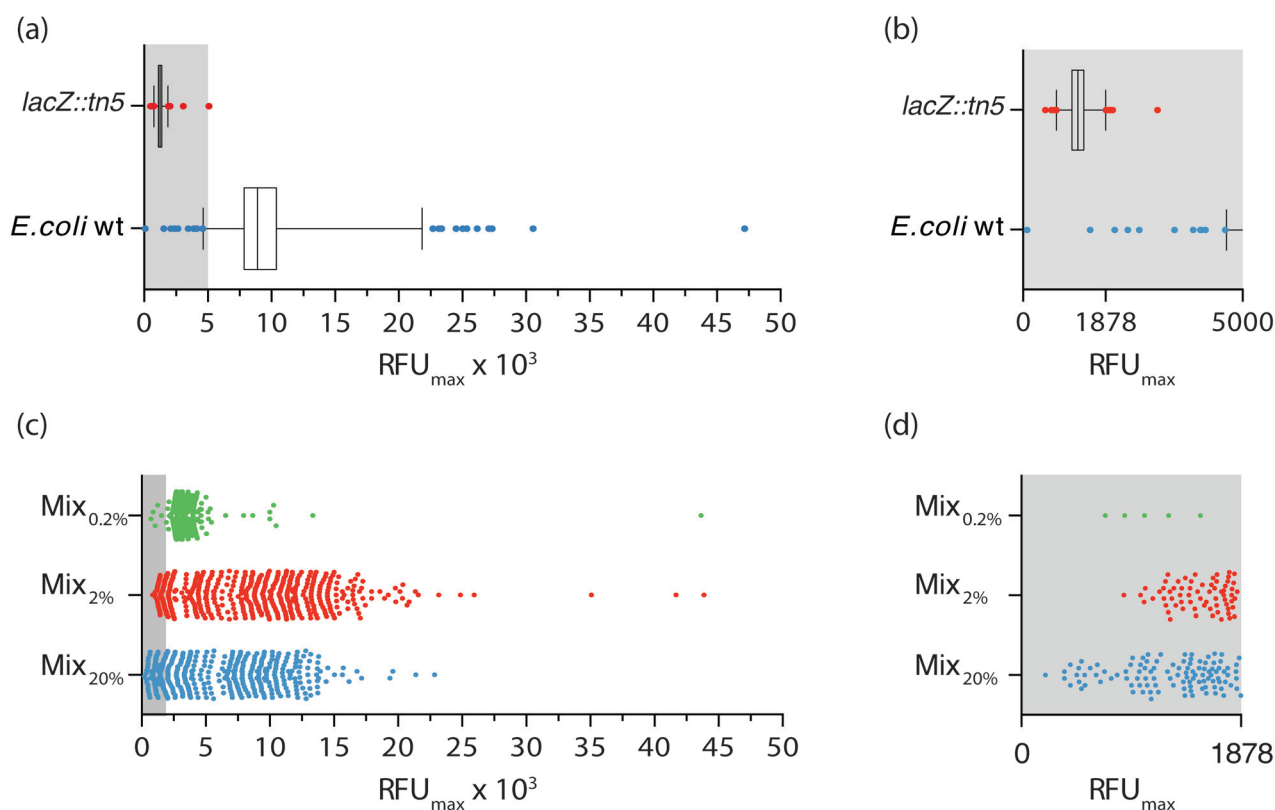 (a)
lacZ::tn5
E.coli wt
0 5 10 15 20 25 30 35 40 45 50
RFUmax x 10³
(b)
lacZ::tn5
E.coli wt
0 1878 5000
RFUmax
(c)
Mix0.2%
Mix2%
Mix20%
0 5 10 15 20 25 30 35 40 45 50
RFUmax x 10³
(d)
Mix0.2%
Mix2%
Mix20%
0 1878
RFUmax